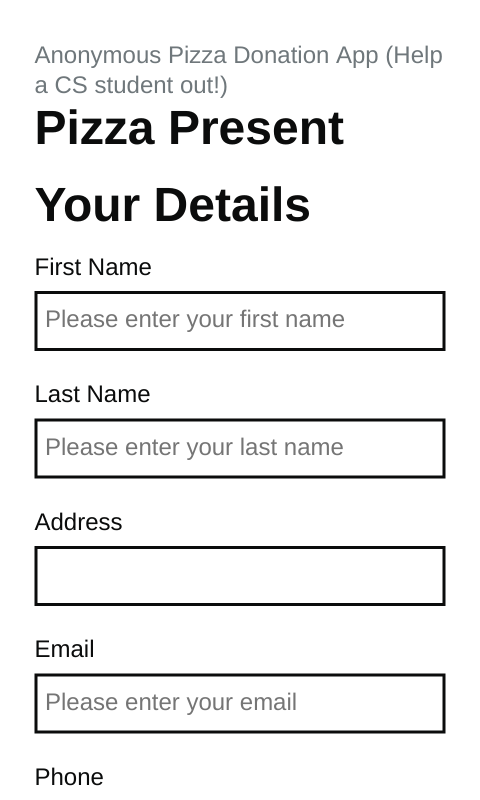 Anonymous Pizza Donation App (Help
a CS student out!)
Pizza Present
Your Details
First Name
Please enter your first name
Last Name
Please enter your last name
Address
Email
Please enter your email
Phone